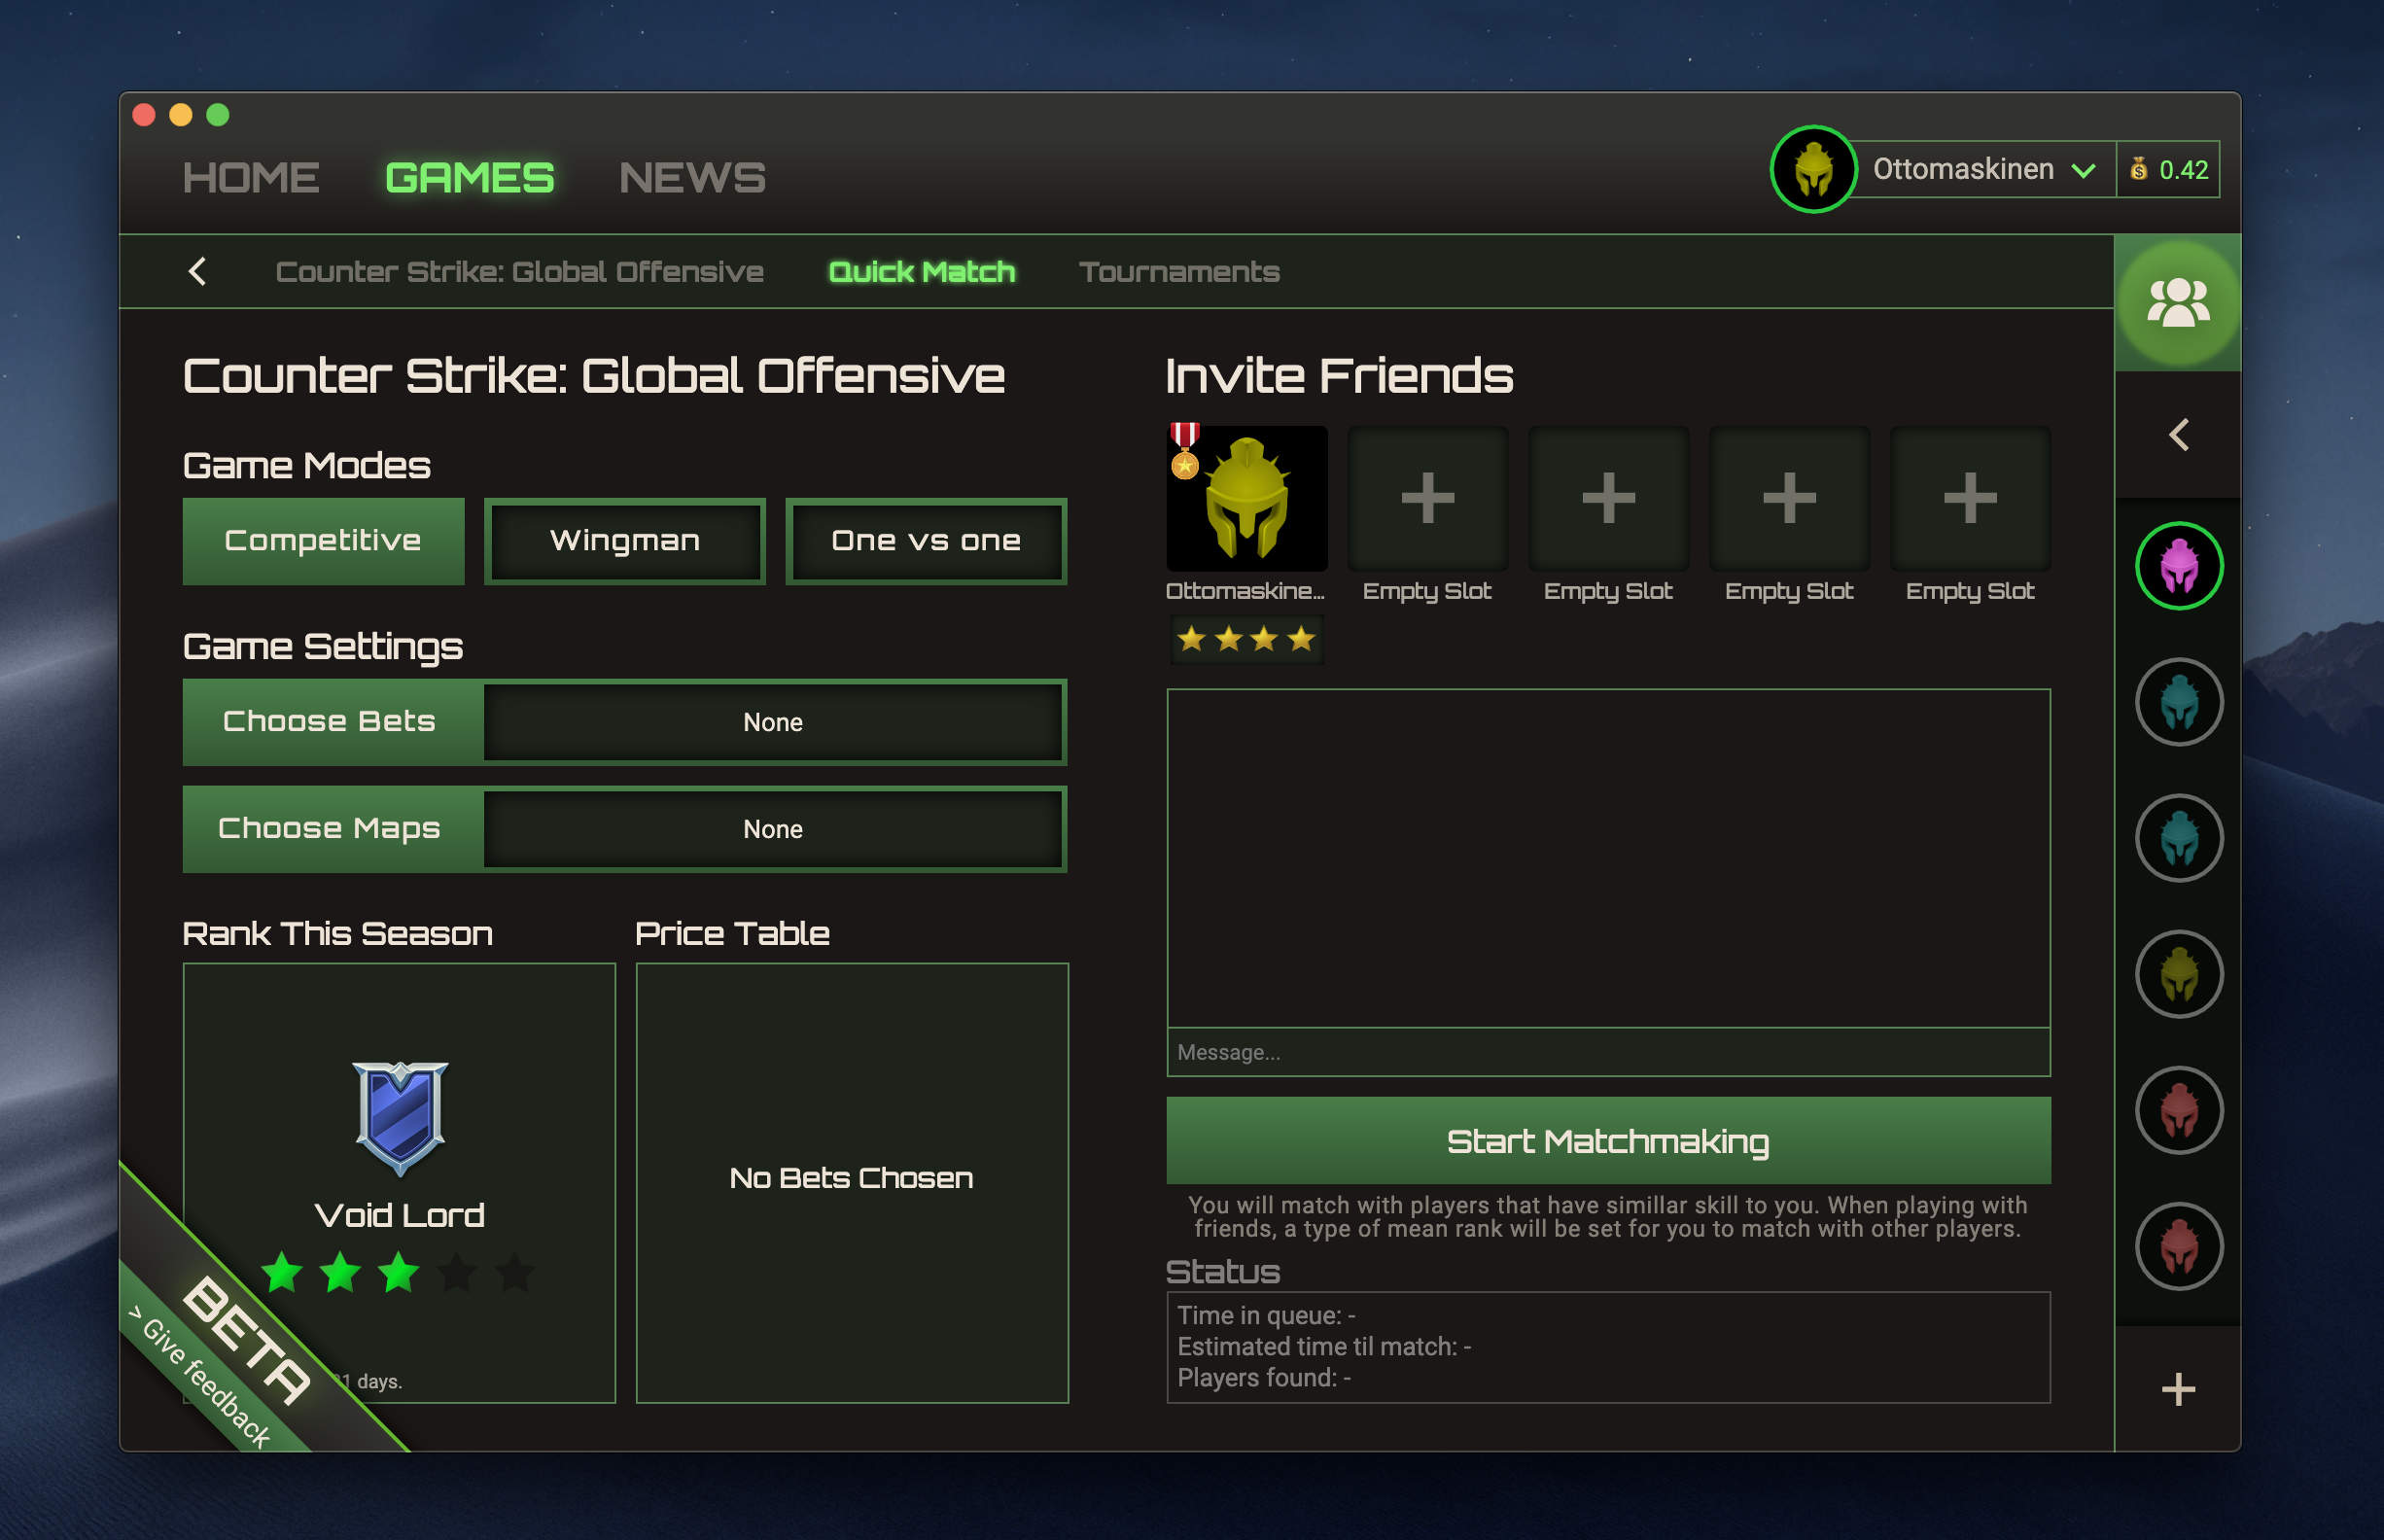 HOME GAMES NEWS
Ottomaskinen 0.42
Counter Strike: Global Offensive Quick Match Tournaments
Counter Strike: Global Offensive
Game Modes
Competitive Wingman One vs one
Game Settings
Choose Bets None
Choose Maps None
Rank This Season
Void Lord
days.
Price Table
No Bets Chosen
BETA
> Give feedback
Invite Friends
Ottomaskine... Empty Slot Empty Slot Empty Slot Empty Slot
Message...
Start Matchmaking
You will match with players that have simillar skill to you. When playing with
friends, a type of mean rank will be set for you to match with other players.
Status
Time in queue: -
Estimated time til match: -
Players found: -